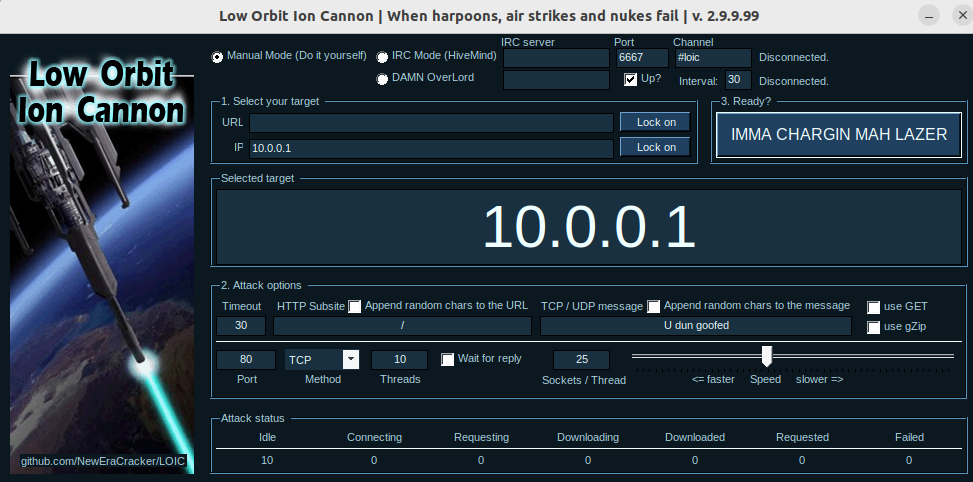 Low Orbit Ion Cannon | When harpoons, air strikes and nukes fail | v. 2.9.9.99
Low Orbit
Ion Cannon
github.com/NewEraCracker/LOIC
IRC server Port Channel
Manual Mode (Do it yourself) IRC Mode (HiveMind) 6667 #loic Disconnected.
DAMN OverLord Up? Interval: 30 Disconnected.
1. Select your target
URL Lock on
IP 10.0.0.1 Lock on
3. Ready?
IMMA CHARGIN MAH LAZER
Selected target
10.0.0.1
2. Attack options
Timeout HTTP Subsite Append random chars to the URL TCP / UDP message Append random chars to the message use GET
30 / U dun goofed use gZip
80 TCP 10 Wait for reply 25
Port Method Threads Sockets / Thread <= faster Speed slower =>
Attack status
Idle Connecting Requesting Downloading Downloaded Requested Failed
10 0 0 0 0 0 0